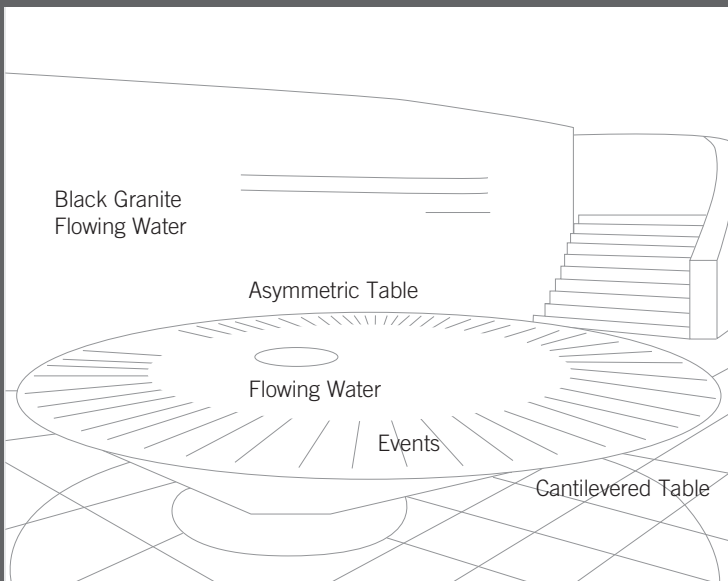 Black Granite
Flowing Water
Asymmetric Table
Flowing Water
Events
Cantilevered Table